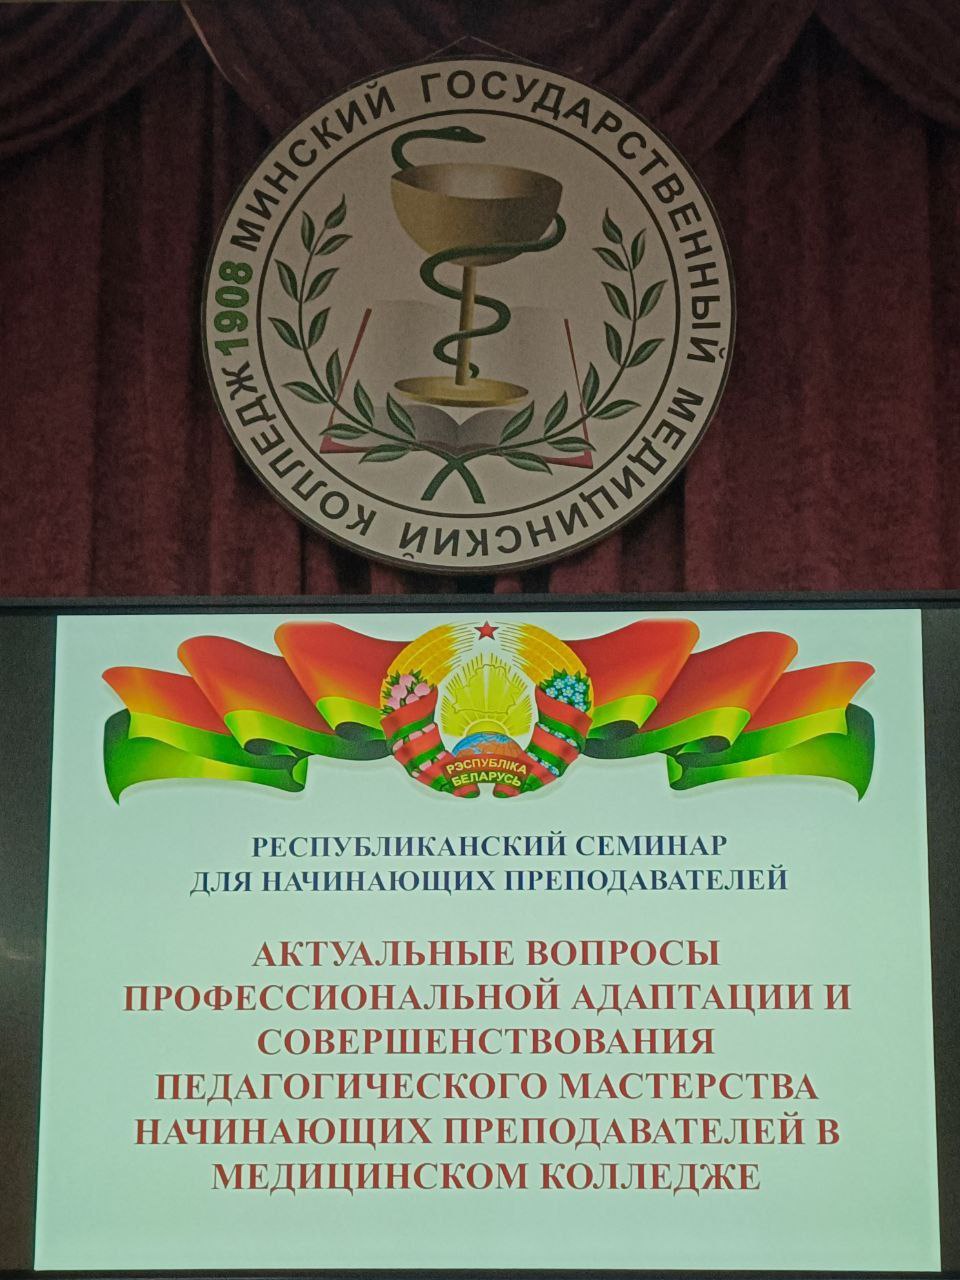 МИНСКИЙ ГОСУДАРСТВЕННЫЙ МЕДИЦИНСКИЙ КОЛЛЕДЖ
1908
РЭСПУБЛІКА
БЕЛАРУСЬ
РЕСПУБЛИКАНСКИЙ СЕМИНАР
ДЛЯ НАЧИНАЮЩИХ ПРЕПОДАВАТЕЛЕЙ
АКТУАЛЬНЫЕ ВОПРОСЫ
ПРОФЕССИОНАЛЬНОЙ АДАПТАЦИИ И
СОВЕРШЕНСТВОВАНИЯ
ПЕДАГОГИЧЕСКОГО МАСТЕРСТВА
НАЧИНАЮЩИХ ПРЕПОДАВАТЕЛЕЙ В
МЕДИЦИНСКОМ КОЛЛЕДЖЕ